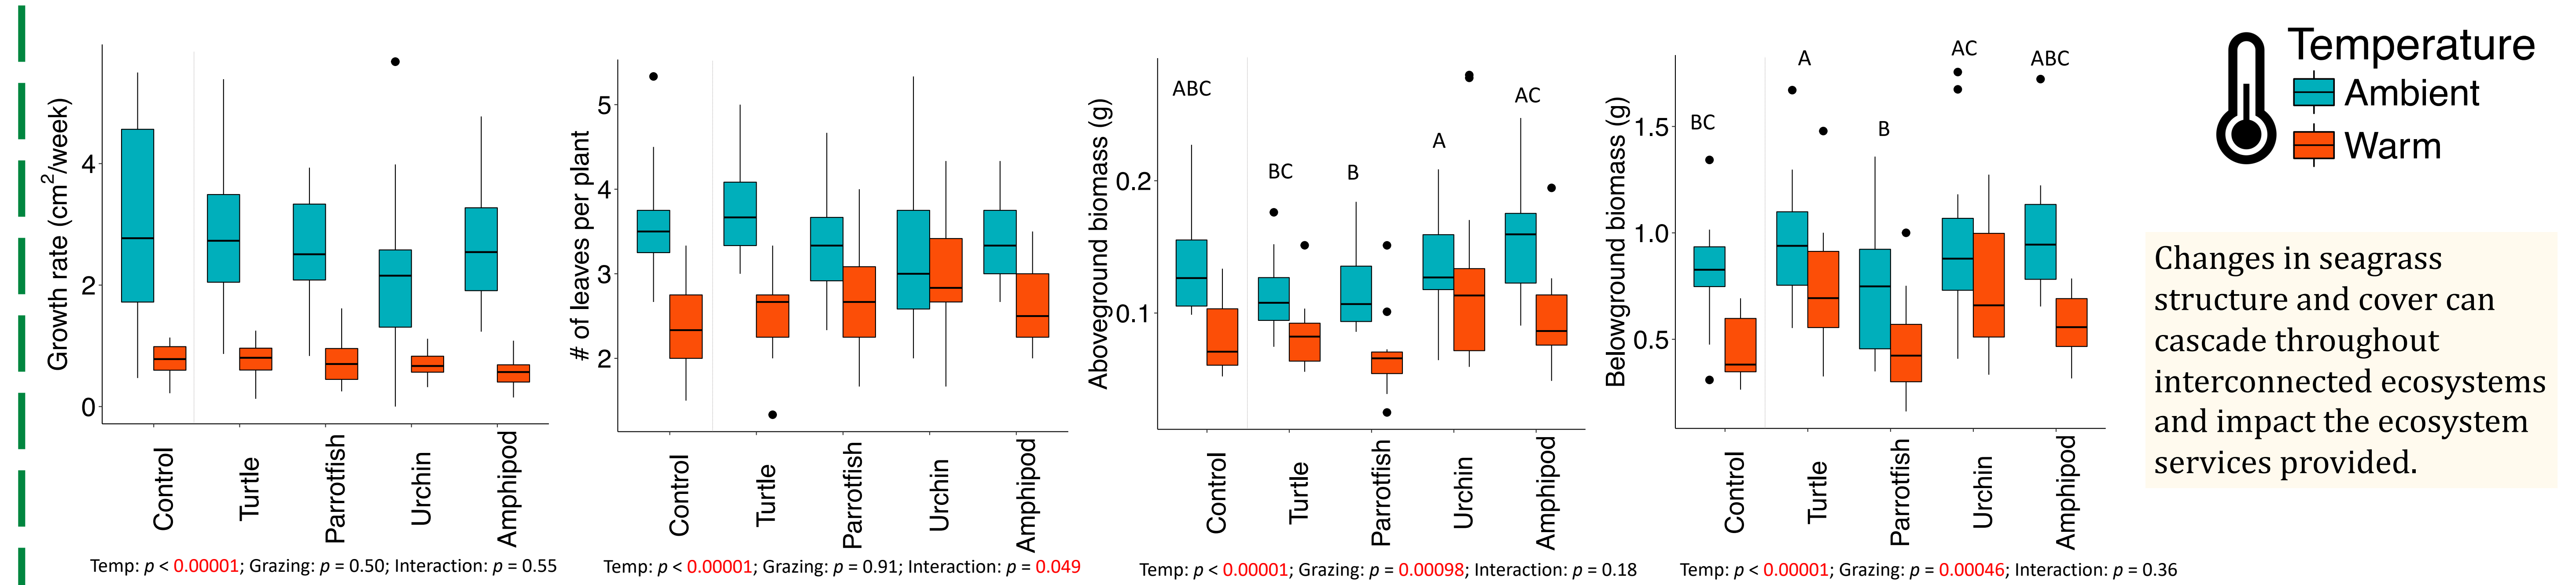 Growth rate (cm²/week)
4
2
0
Control
Turtle
Parrotfish
Urchin
Amphipod
Temp: p < 0.00001; Grazing: p = 0.50; Interaction: p = 0.55
# of leaves per plant
5
4
3
2
Control
Turtle
Parrotfish
Urchin
Amphipod
Temp: p < 0.00001; Grazing: p = 0.91; Interaction: p = 0.049
Aboveground biomass (g)
0.2
0.1
ABC
BC
B
A
AC
Control
Turtle
Parrotfish
Urchin
Amphipod
Temp: p < 0.00001; Grazing: p = 0.00098; Interaction: p = 0.18
Belowground biomass (g)
1.5
1.0
0.5
BC
A
B
AC
ABC
Control
Turtle
Parrotfish
Urchin
Amphipod
Temp: p < 0.00001; Grazing: p = 0.00046; Interaction: p = 0.36
Temperature
Ambient
Warm
Changes in seagrass
structure and cover can
cascade throughout
interconnected ecosystems
and impact the ecosystem
services provided.